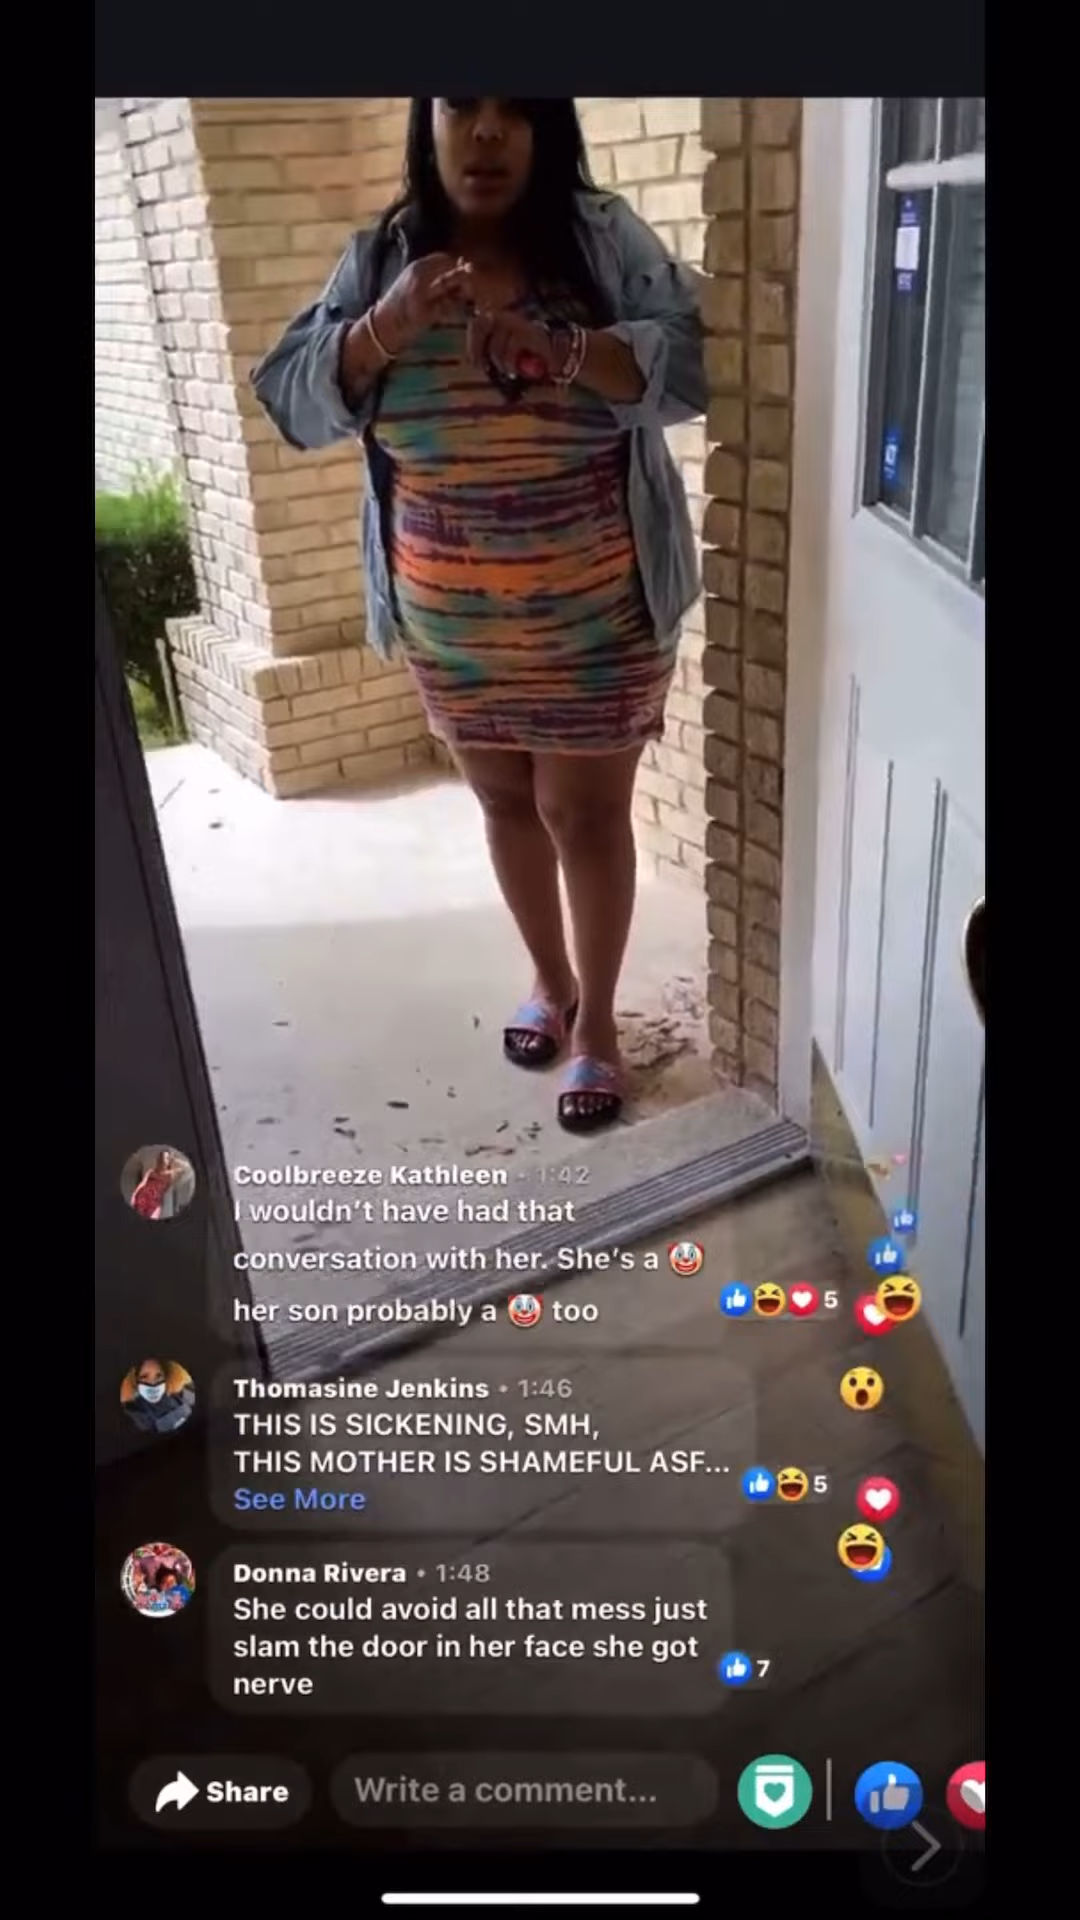 Coolbreeze Kathleen • 1:42
I wouldn't have had that
conversation with her. She's a 🤡
her son probably a 🤡 too
5
Thomasine Jenkins • 1:46
THIS IS SICKENING, SMH,
THIS MOTHER IS SHAMEFUL ASF...
See More
5
Donna Rivera • 1:48
She could avoid all that mess just
slam the door in her face she got
nerve
7
Share
Write a comment...